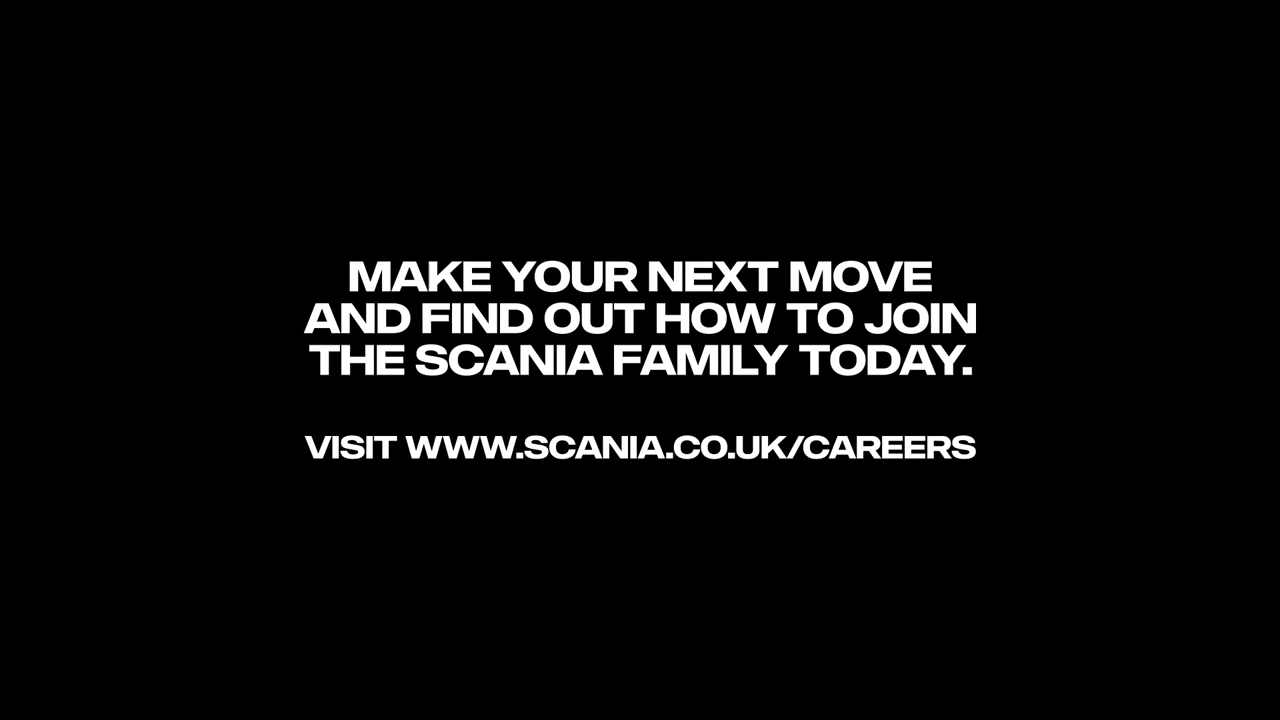 MAKE YOUR NEXT MOVE
AND FIND OUT HOW TO JOIN
THE SCANIA FAMILY TODAY.
VISIT WWW.SCANIA.CO.UK/CAREERS